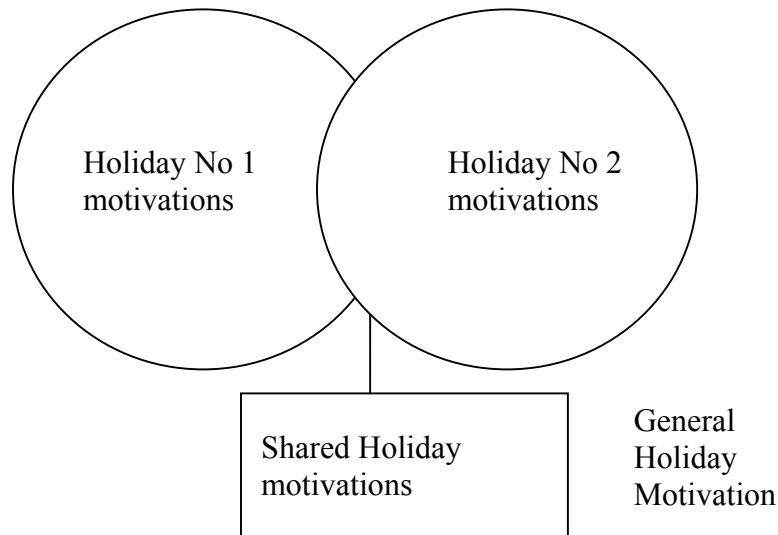 Holiday No 1
motivations
Holiday No 2
motivations
Shared Holiday
motivations
General
Holiday
Motivation